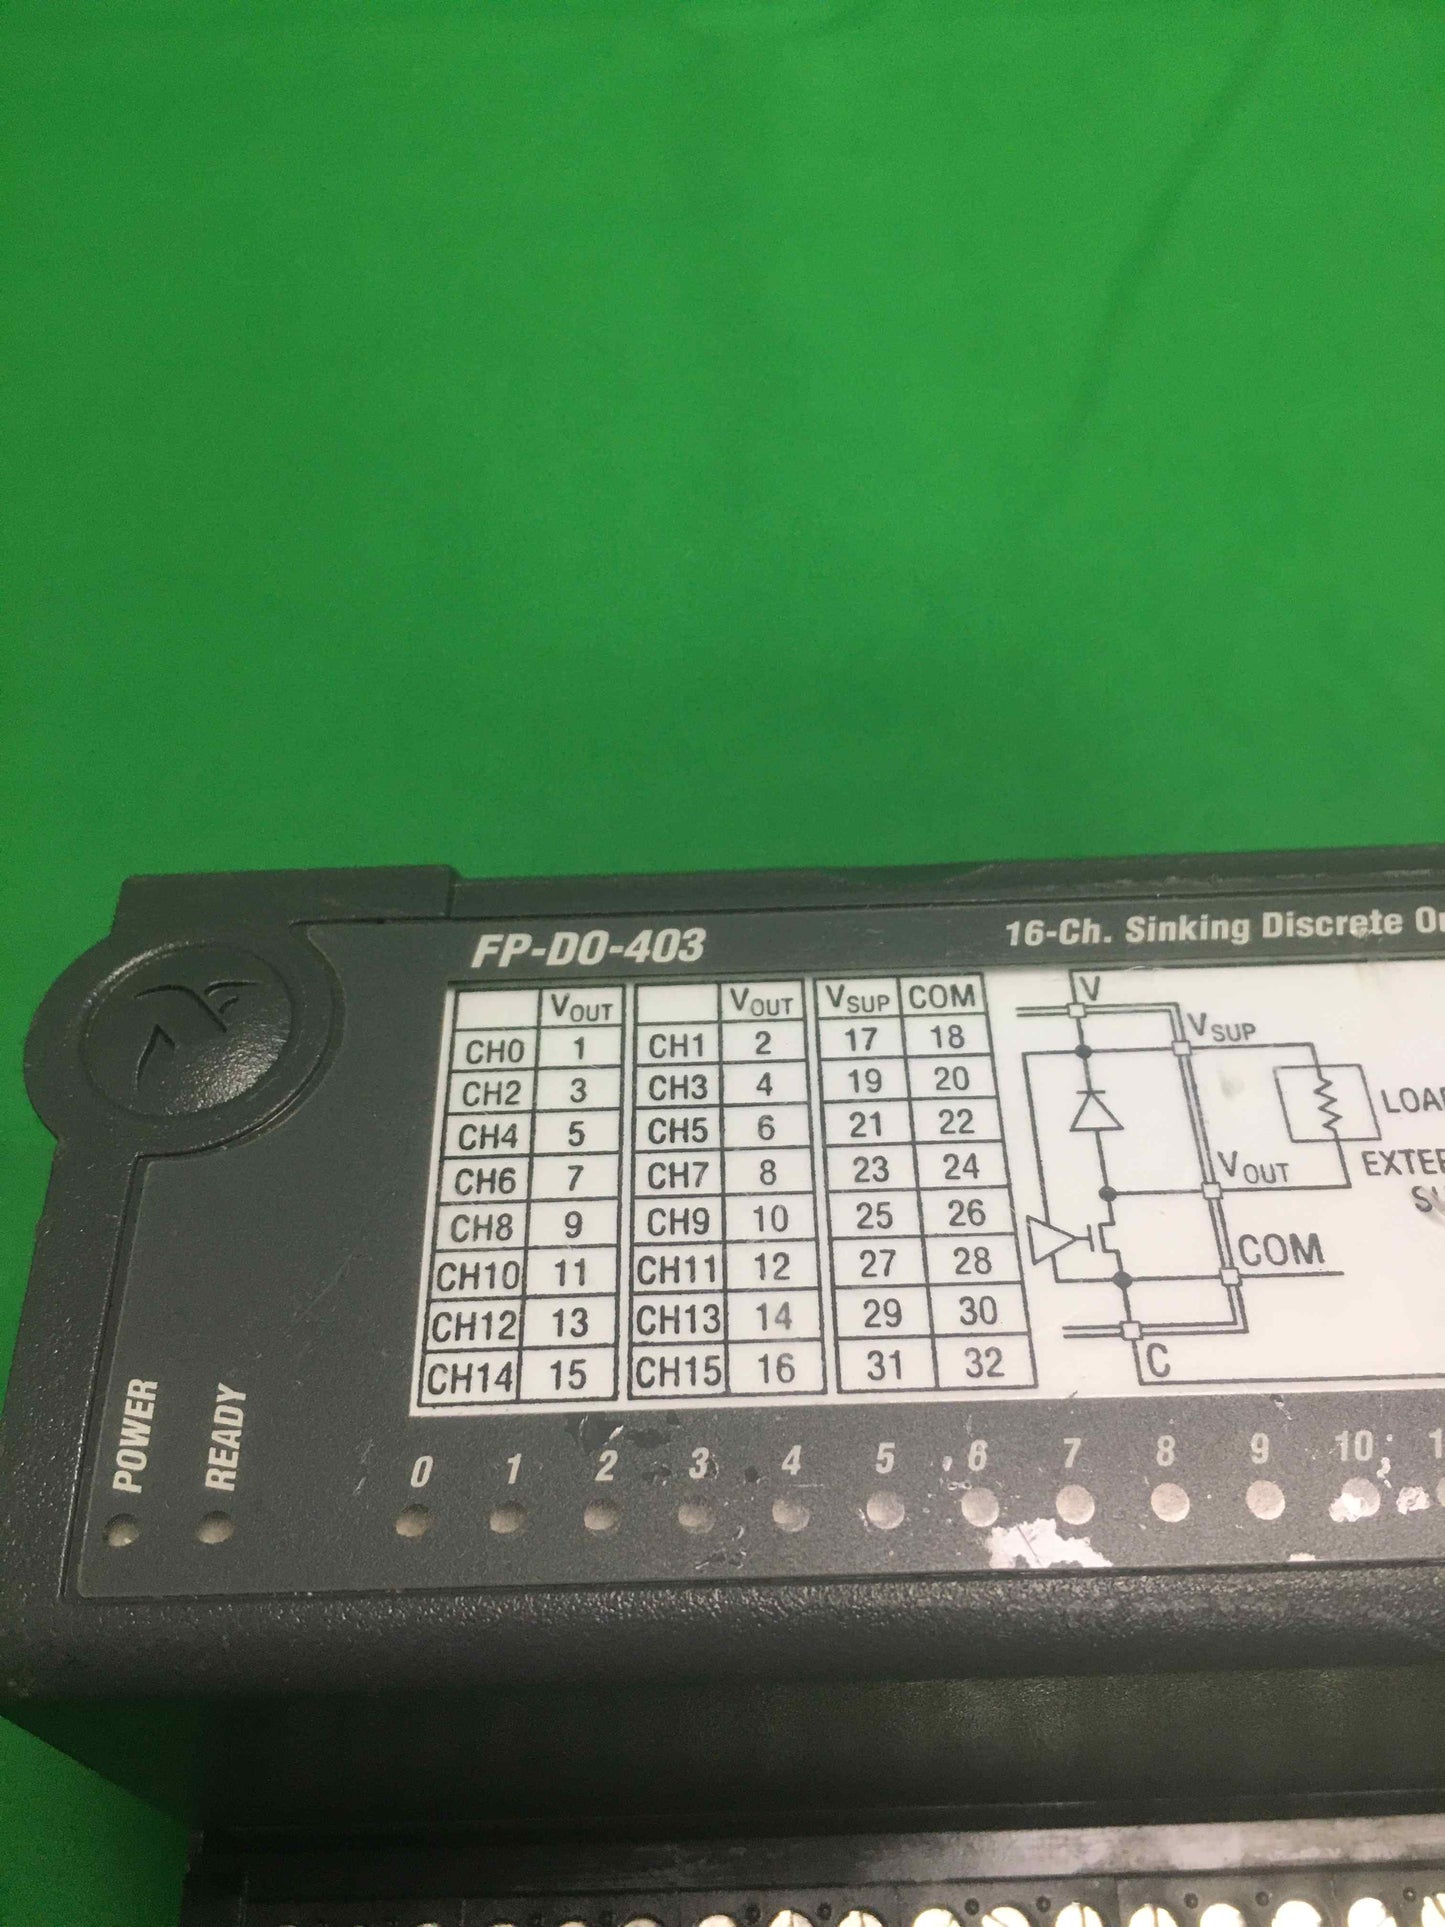 FP-DO-403
16-Ch. Sinking Discrete
VOUT VOUT VSUP COM
CH0 1 CH1 2 17 18
CH2 3 CH3 4 19 20
CH4 5 CH5 6 21 22
CH6 7 CH7 8 23 24
CH8 9 CH9 10 25 26
CH10 11 CH11 12 27 28
CH12 13 CH13 14 29 30
CH14 15 CH15 16 31 32
V
VSUP
VOUT
COM
C
POWER
READY
0 1 2 3 4 5 6 7 8 9 10